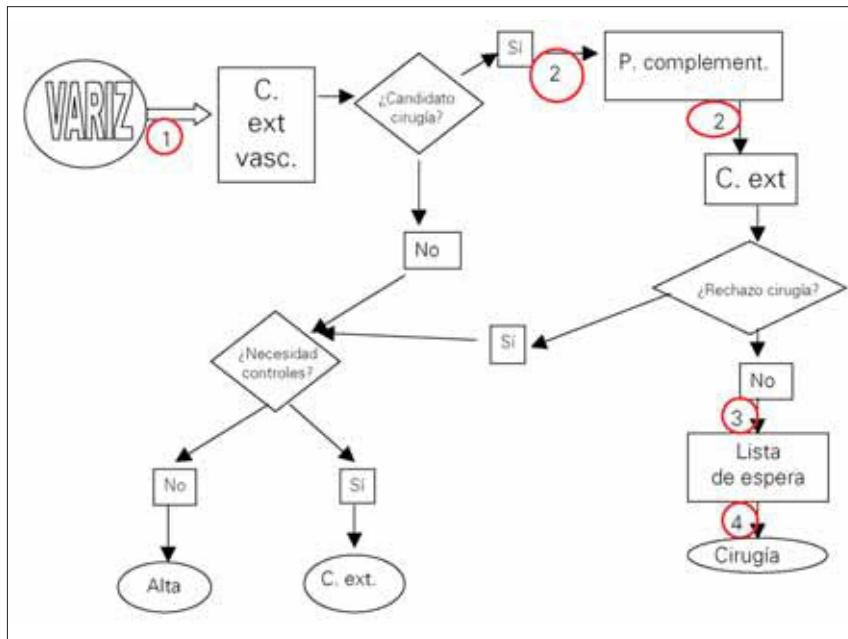 VARIZ
1
C.
ext
vasc.
¿Candidato
cirugía?
Sí
2
P. complement.
2
C. ext
¿Rechazo cirugía?
No
Sí
¿Necesidad
controles?
No
3
Lista
de espera
4
Cirugía
No
Sí
Alta
C. ext.